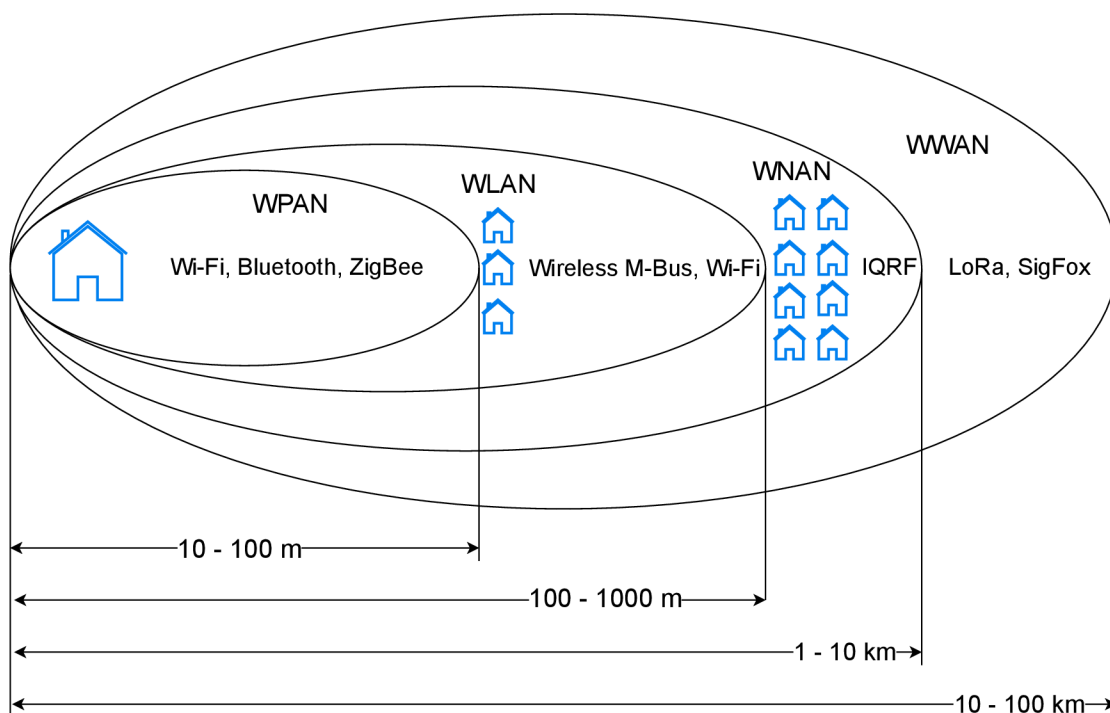 WWAN
WNAN
WLAN
WPAN
Wi-Fi, Bluetooth, ZigBee
Wireless M-Bus, Wi-Fi
IQRF
LoRa, SigFox
10 - 100 m
100 - 1000 m
1 - 10 km
10 - 100 km